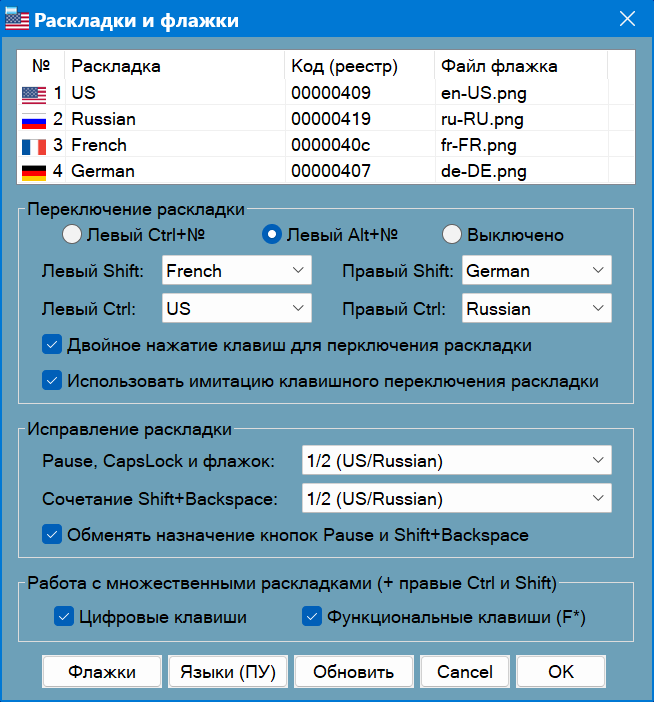 Раскладки и флажки
№ Раскладка Код (реестр) Файл флажка
1 US 00000409 en-US.png
2 Russian 00000419 ru-RU.png
3 French 0000040c fr-FR.png
4 German 00000407 de-DE.png
Переключение раскладки
Левый Ctrl+№ Левый Alt+№ Выключено
Левый Shift: French Правый Shift: German
Левый Ctrl: US Правый Ctrl: Russian
Двойное нажатие клавиш для перключения раскладки
Использовать имитацию клавишного переключения раскладки
Исправление раскладки
Pause, CapsLock и флажок: 1/2 (US/Russian)
Сочетание Shift+Backspace: 1/2 (US/Russian)
Обменять назначение кнопок Pause и Shift+Backspace
Работа с множественными раскладками (+ правые Ctrl и Shift)
Цифровые клавиши Функциональные клавиши (F*)
Флажки Языки (ПУ) Обновить Cancel OK